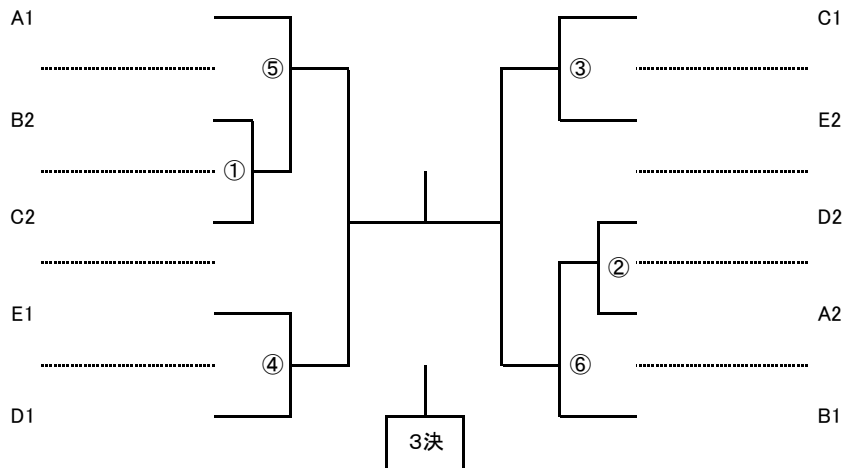 A1
C1
⑤
③
B2
E2
①
C2
D2
②
E1
A2
④
⑥
D1
B1
3決